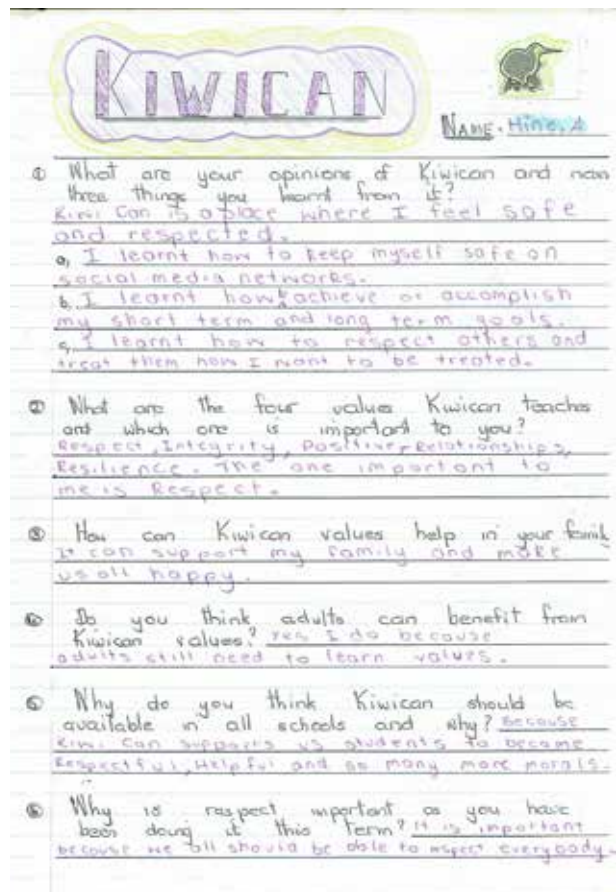 KIWICAN
NAME. Hine. A
① What are your opinions of Kiwican and nam
three things you learnt from it?
Kiwi Can is a place where I feel safe
and respected.
a, I learnt how to keep myself safe on
social media networks.
b, I learnt how to achieve or accomplish
my short term and long term goals.
c, I learnt how to respect others and
treat them how I want to be treated.
② What are the four values Kiwican teaches
and which one is important to you?
Respect, Integrity, Positive, Relationships,
Resilience. The one important to
me is Respect.
③ How can Kiwican values help in your family
It can support my family and make
us all happy.
④ Do you think adults can benefit from
Kiwican values? Yes I do because
adults still need to learn values.
⑤ Why do you think Kiwican should be
available in all schools and why? Because
Kiwi Can supports us students to become
Respectful, Helpful and so many more morals.
⑥ Why is respect important as you have
been doing it this Term? It is important
because we all should be able to respect everybody.